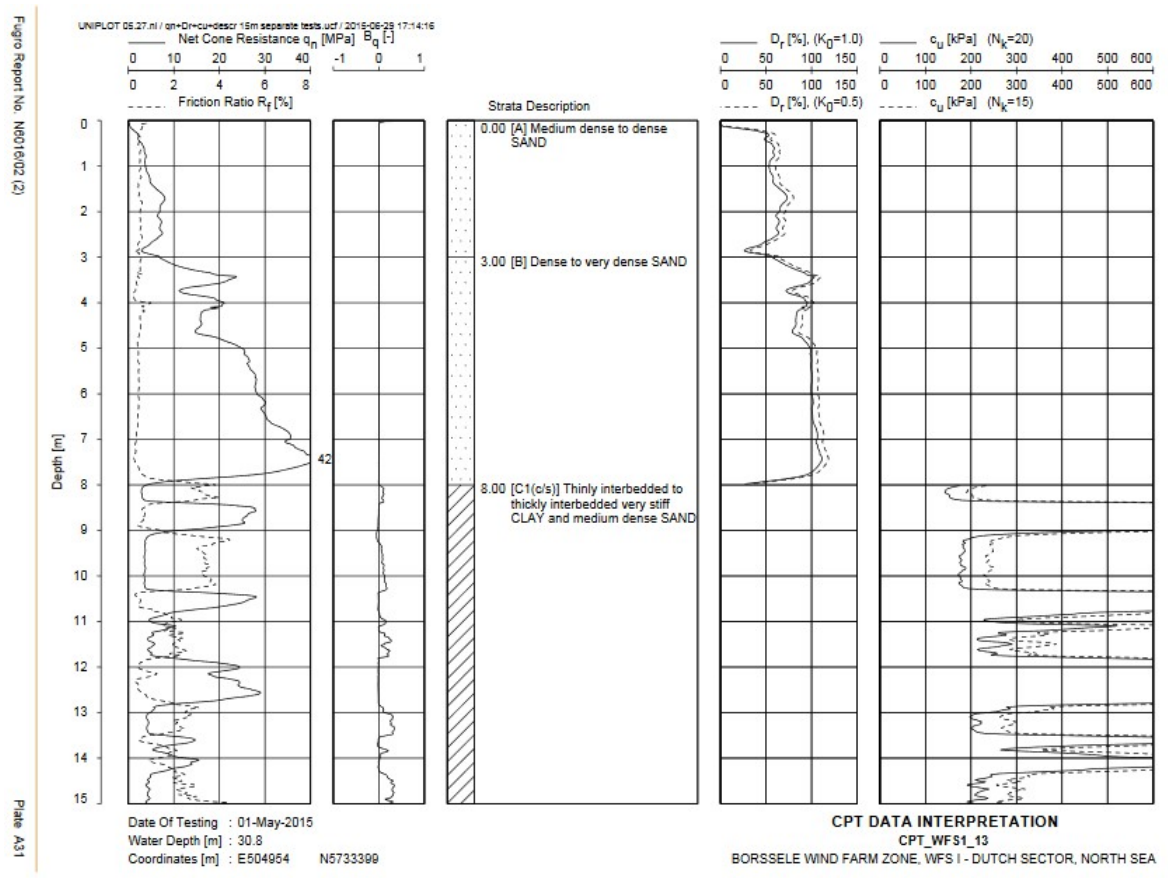 UNIPLOT 05.27.nl / qn+Dr+cu+descr 15m separate tests.ucf / 2015-06-29 17:14:16
Net Cone Resistance qn [MPa]
0 10 20 30 40
0 2 4 6 8
Friction Ratio Rf [%]
Bq [-]
-1 0 1
Strata Description
Dr [%], (K0=1.0)
0 50 100 150
0 50 100 150
Dr [%], (K0=0.5)
cu [kPa] (Nk=20)
0 100 200 300 400 500 600
0 100 200 300 400 500 600
cu [kPa] (Nk=15)
Depth [m]
0
1
2
3
4
5
6
7
8
9
10
11
12
13
14
15
42
0.00 [A] Medium dense to dense
SAND
3.00 [B] Dense to very dense SAND
8.00 [C1(c/s)] Thinly interbedded to
thickly interbedded very stiff
CLAY and medium dense SAND
Date Of Testing : 01-May-2015
Water Depth [m] : 30.8
Coordinates [m] : E504954 N5733399
CPT DATA INTERPRETATION
CPT_WFS1_13
BORSSELE WIND FARM ZONE, WFS I - DUTCH SECTOR, NORTH SEA
Fugro Report No. N6016/02 (2)
Plate A31